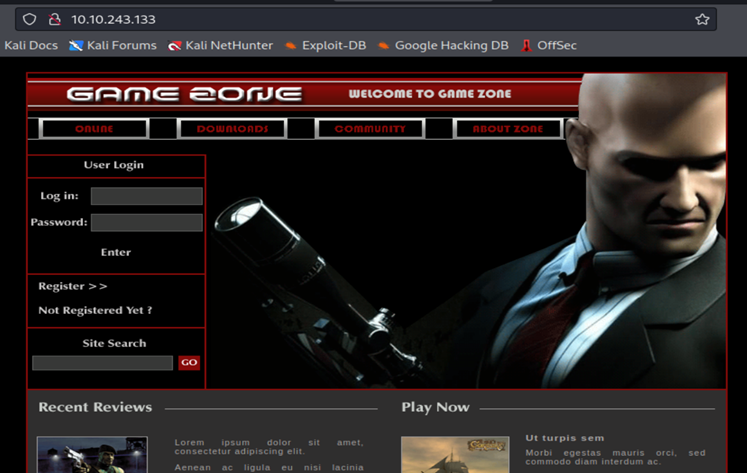 10.10.243.133
Kali Docs Kali Forums Kali NetHunter Exploit-DB Google Hacking DB OffSec
GAME ZONE WELCOME TO GAME ZONE
ONLINE DOWNLOADS COMMUNITY ABOUT ZONE
User Login
Log in:
Password:
Enter
Register >>
Not Registered Yet ?
Site Search
GO
Recent Reviews
Lorem ipsum dolor sit amet,
consectetur adipiscing elit.
Aenean ac ligula eu nisi lacinia
Play Now
Ut turpis sem
Morbi egestas mauris orci, sed
commodo diam interdum ac.